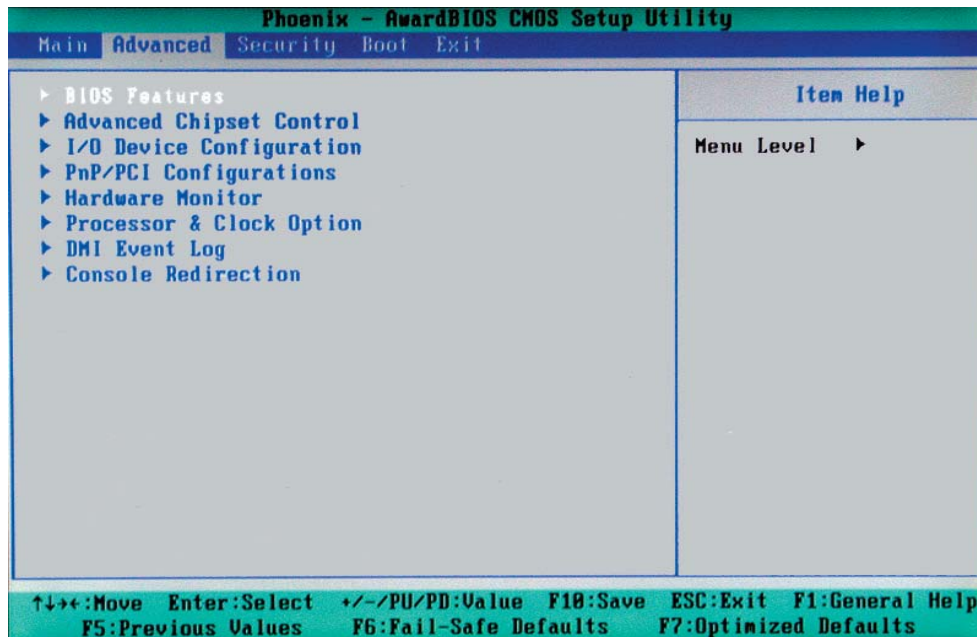 Phoenix - AwardBIOS CMOS Setup Utility
Main Advanced Security Boot Exit
▶ BIOS Features
▶ Advanced Chipset Control
▶ I/O Device Configuration
▶ PnP/PCI Configurations
▶ Hardware Monitor
▶ Processor & Clock Option
▶ DMI Event Log
▶ Console Redirection
Item Help
Menu Level ▶
↑↓→←:Move Enter:Select +/-/PU/PD:Value F10:Save ESC:Exit F1:General Help
F5:Previous Values F6:Fail-Safe Defaults F7:Optimized Defaults